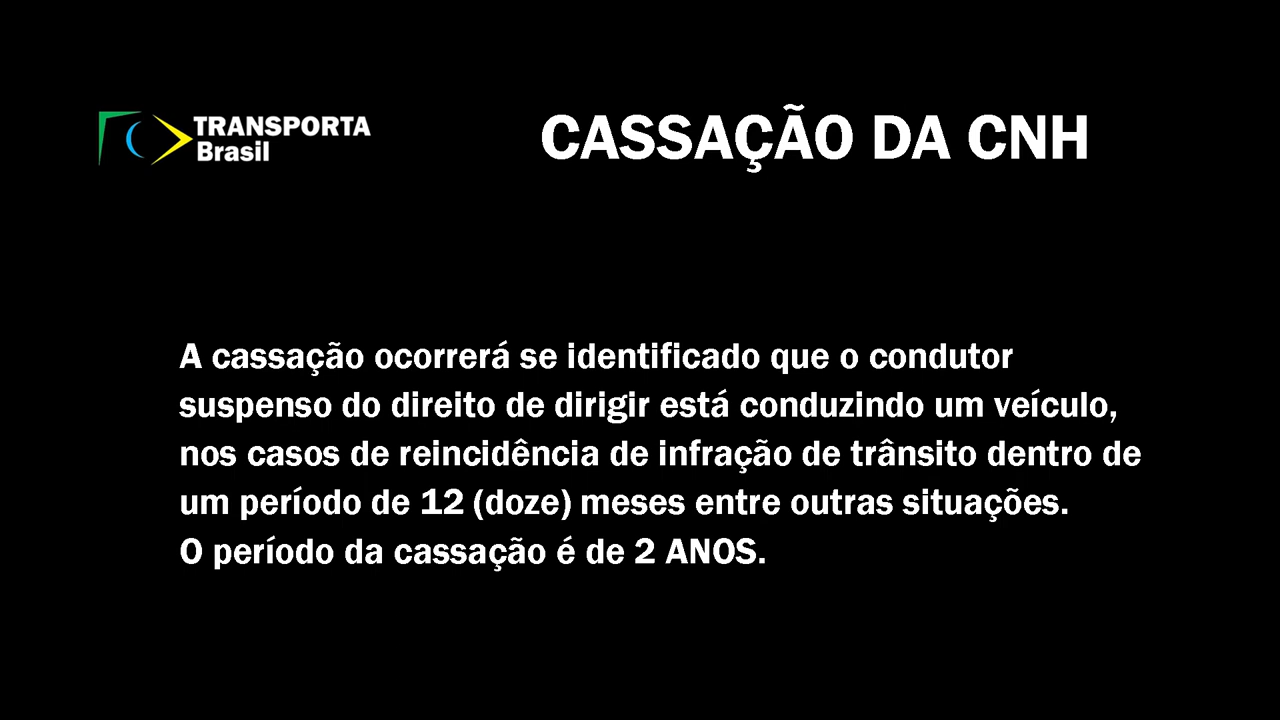 TRANSPORTA
Brasil
CASSAÇÃO DA CNH
A cassação ocorrerá se identificado que o condutor
suspenso do direito de dirigir está conduzindo um veículo,
nos casos de reincidência de infração de trânsito dentro de
um período de 12 (doze) meses entre outras situações.
O período da cassação é de 2 ANOS.